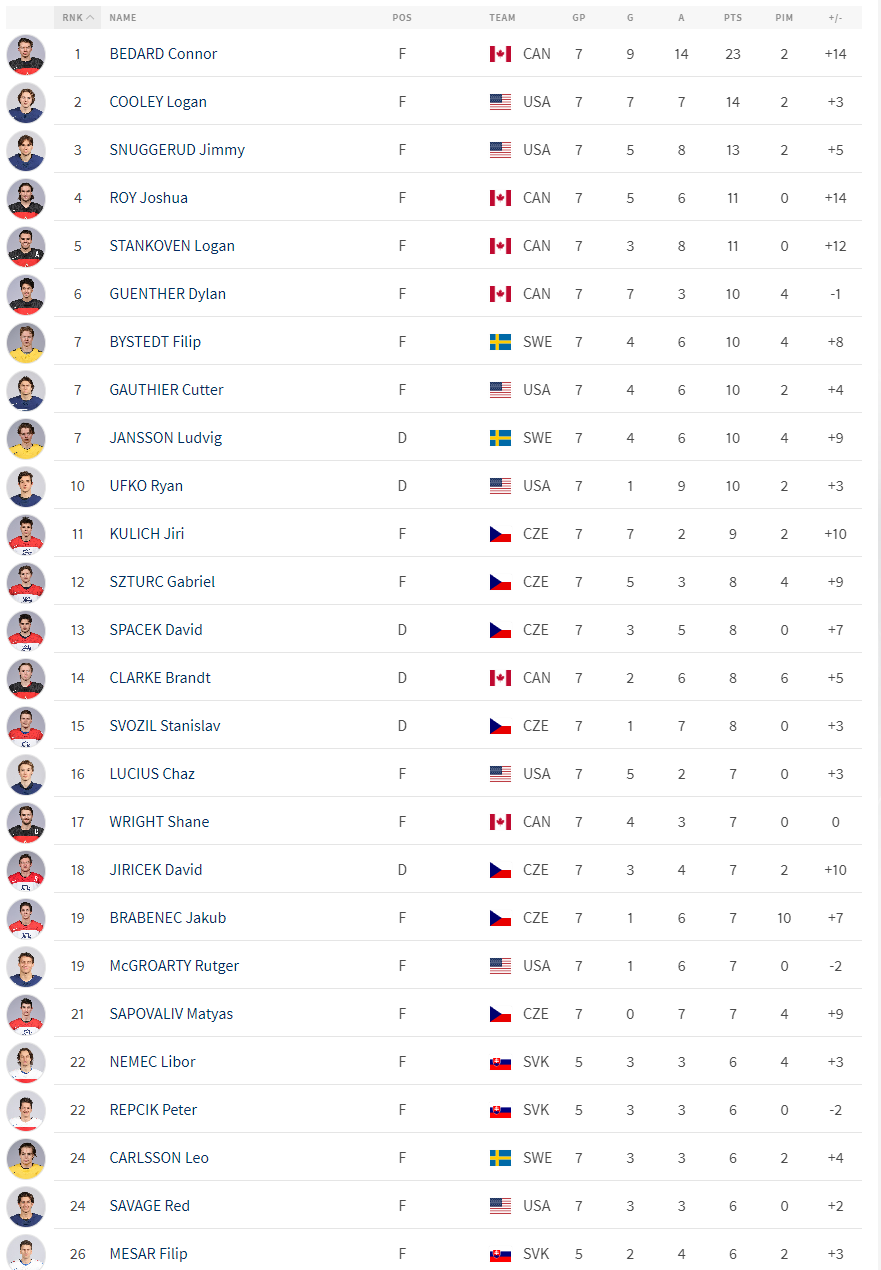 RNK NAME POS TEAM GP G A PTS PIM +/-
1 BEDARD Connor F CAN 7 9 14 23 2 +14
2 COOLEY Logan F USA 7 7 7 14 2 +3
3 SNUGGERUD Jimmy F USA 7 5 8 13 2 +5
4 ROY Joshua F CAN 7 5 6 11 0 +14
5 STANKOVEN Logan F CAN 7 3 8 11 0 +12
6 GUENTHER Dylan F CAN 7 7 3 10 4 -1
7 BYSTEDT Filip F SWE 7 4 6 10 4 +8
7 GAUTHIER Cutter F USA 7 4 6 10 2 +4
7 JANSSON Ludvig D SWE 7 4 6 10 4 +9
10 UFKO Ryan D USA 7 1 9 10 2 +3
11 KULICH Jiri F CZE 7 7 2 9 2 +10
12 SZTURC Gabriel F CZE 7 5 3 8 4 +9
13 SPACEK David D CZE 7 3 5 8 0 +7
14 CLARKE Brandt D CAN 7 2 6 8 6 +5
15 SVOZIL Stanislav D CZE 7 1 7 8 0 +3
16 LUCIUS Chaz F USA 7 5 2 7 0 +3
17 WRIGHT Shane F CAN 7 4 3 7 0 0
18 JIRICEK David D CZE 7 3 4 7 2 +10
19 BRABENEC Jakub F CZE 7 1 6 7 10 +7
19 McGROARTY Rutger F USA 7 1 6 7 0 -2
21 SAPOVALIV Matyas F CZE 7 0 7 7 4 +9
22 NEMEC Libor F SVK 5 3 3 6 4 +3
22 REPCIK Peter F SVK 5 3 3 6 0 -2
24 CARLSSON Leo F SWE 7 3 3 6 2 +4
24 SAVAGE Red F USA 7 3 3 6 0 +2
26 MESAR Filip F SVK 5 2 4 6 2 +3